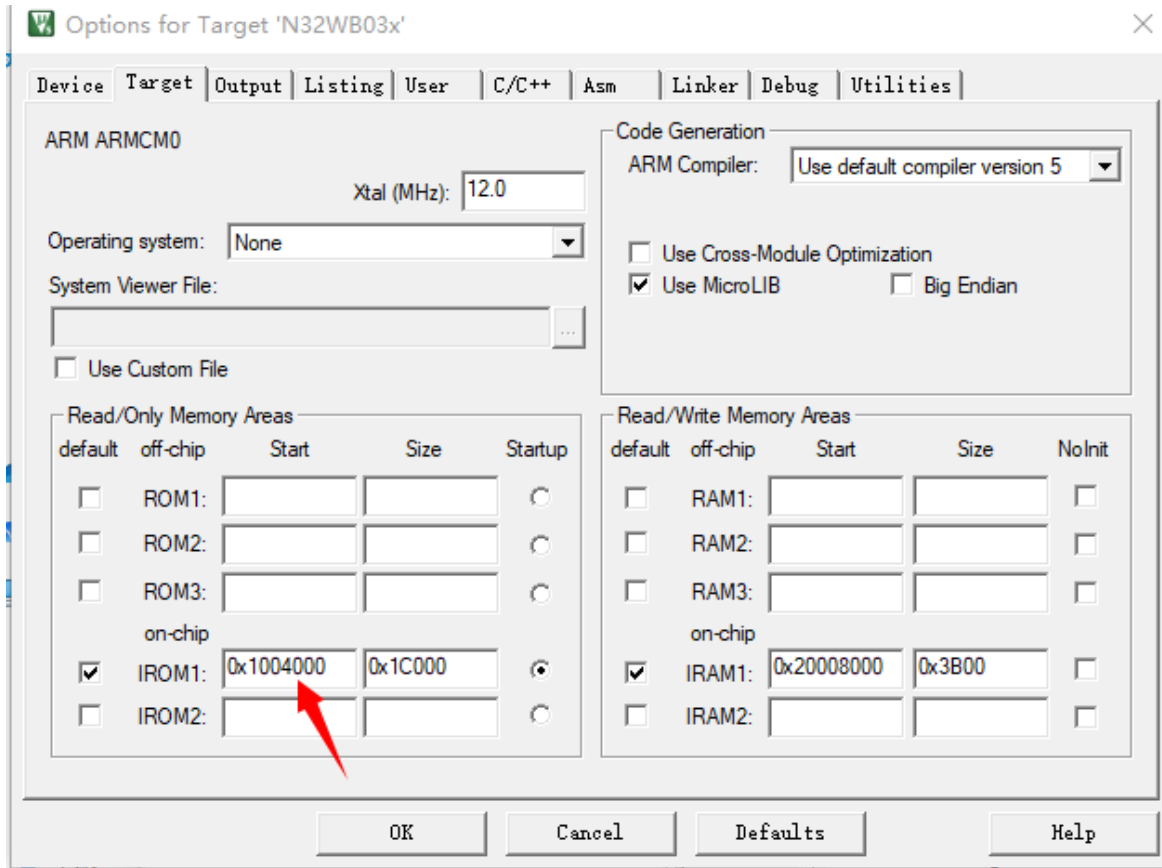 Options for Target 'N32WB03x'
Device Target Output Listing User C/C++ Asm Linker Debug Utilities
ARM ARMCM0
Xtal (MHz): 12.0
Operating system: None
System Viewer File:
...
Use Custom File
Code Generation
ARM Compiler: Use default compiler version 5
Use Cross-Module Optimization
Use MicroLIB Big Endian
Read/Only Memory Areas
default off-chip Start Size Startup
ROM1:
ROM2:
ROM3:
on-chip
IROM1: 0x1004000 0x1C000
IROM2:
Read/Write Memory Areas
default off-chip Start Size NoInit
RAM1:
RAM2:
RAM3:
on-chip
IRAM1: 0x20008000 0x3B00
IRAM2:
OK Cancel Defaults Help